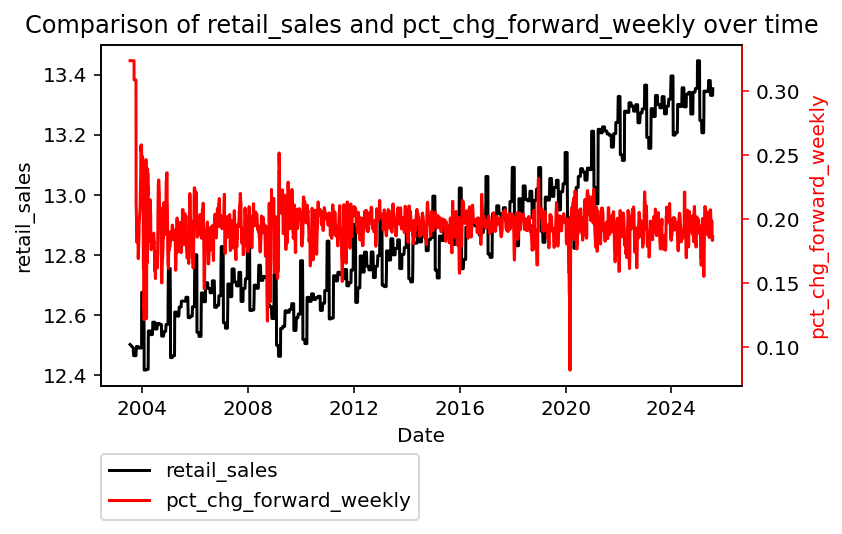 Comparison of retail_sales and pct_chg_forward_weekly over time
13.4
13.2
13.0
12.8
12.6
12.4
retail_sales
0.30
0.25
0.20
0.15
0.10
pct_chg_forward_weekly
2004 2008 2012 2016 2020 2024
Date
retail_sales
pct_chg_forward_weekly